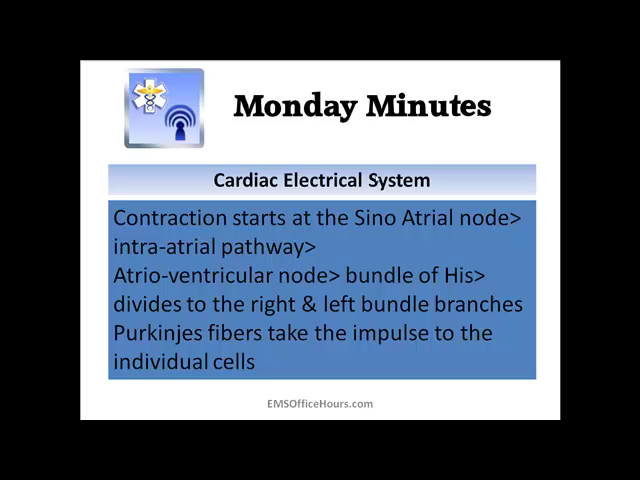 Monday Minutes
Cardiac Electrical System
Contraction starts at the Sino Atrial node>
intra-atrial pathway>
Atrio-ventricular node> bundle of His>
divides to the right & left bundle branches
Purkinjes fibers take the impulse to the
individual cells
EMSOfficeHours.com